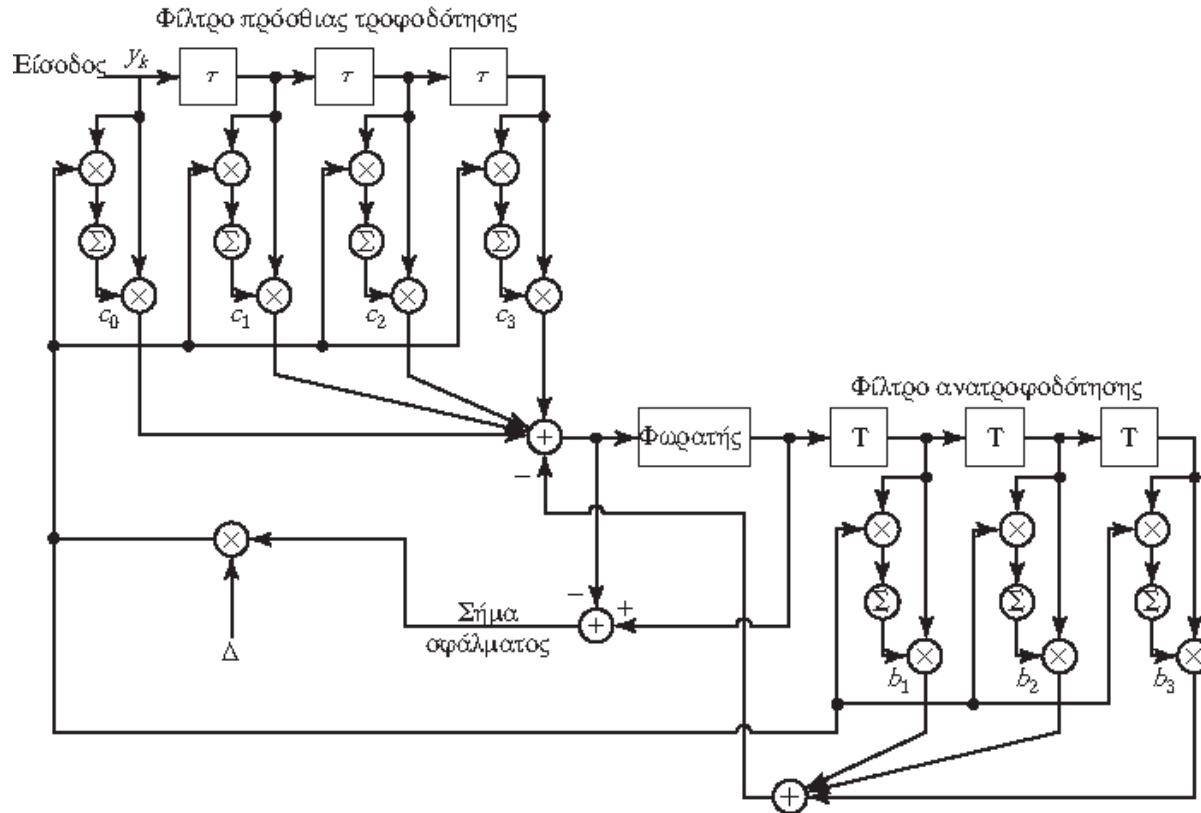 Φίλτρο πρόσθιας τροφοδότησης
Είσοδος
y_k
τ
τ
τ
×
×
×
×
Σ
Σ
Σ
Σ
×
×
×
×
c_0
c_1
c_2
c_3
Φίλτρο ανατροφοδότησης
+
Φωρατής
T
T
T
−
×
×
×
×
−
+
+
Σήμα
σφάλματος
Δ
Σ
Σ
Σ
×
×
×
b_1
b_2
b_3
+